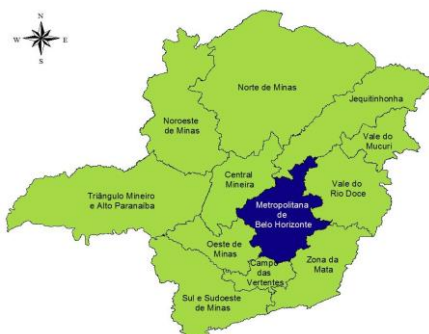 N
W
E
S
Norte de Minas
Jequitinhonha
Noroeste
de Minas
Vale do
Mucuri
Central
Mineira
Vale do
Rio Doce
Triângulo Mineiro
e Alto Paranaíba
Metropolitana
de
Belo Horizonte
Oeste de
Minas
Campo
das
Vertentes
Zona da
Mata
Sul e Sudoeste
de Minas